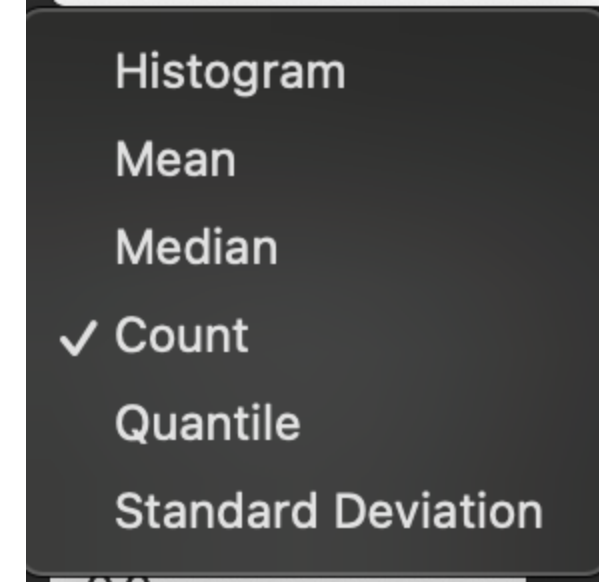 Histogram
Mean
Median
Count
Quantile
Standard Deviation